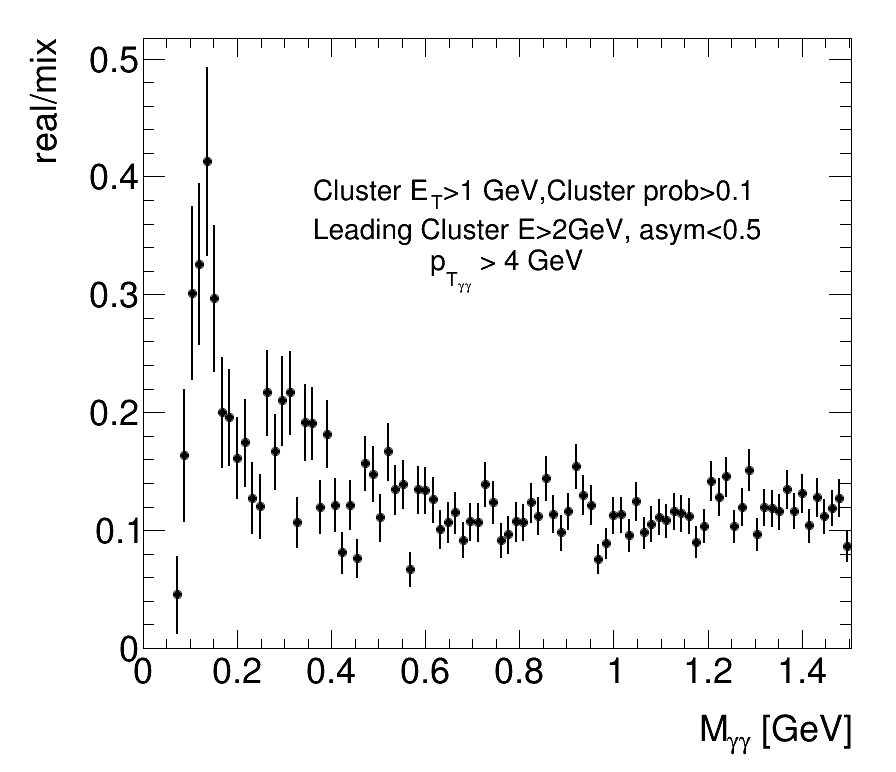 real/mix
0.5
0.4
0.3
0.2
0.1
0
Cluster E_T>1 GeV,Cluster prob>0.1
Leading Cluster E>2GeV, asym<0.5
p_Tγγ > 4 GeV
0 0.2 0.4 0.6 0.8 1 1.2 1.4
M_γγ [GeV]